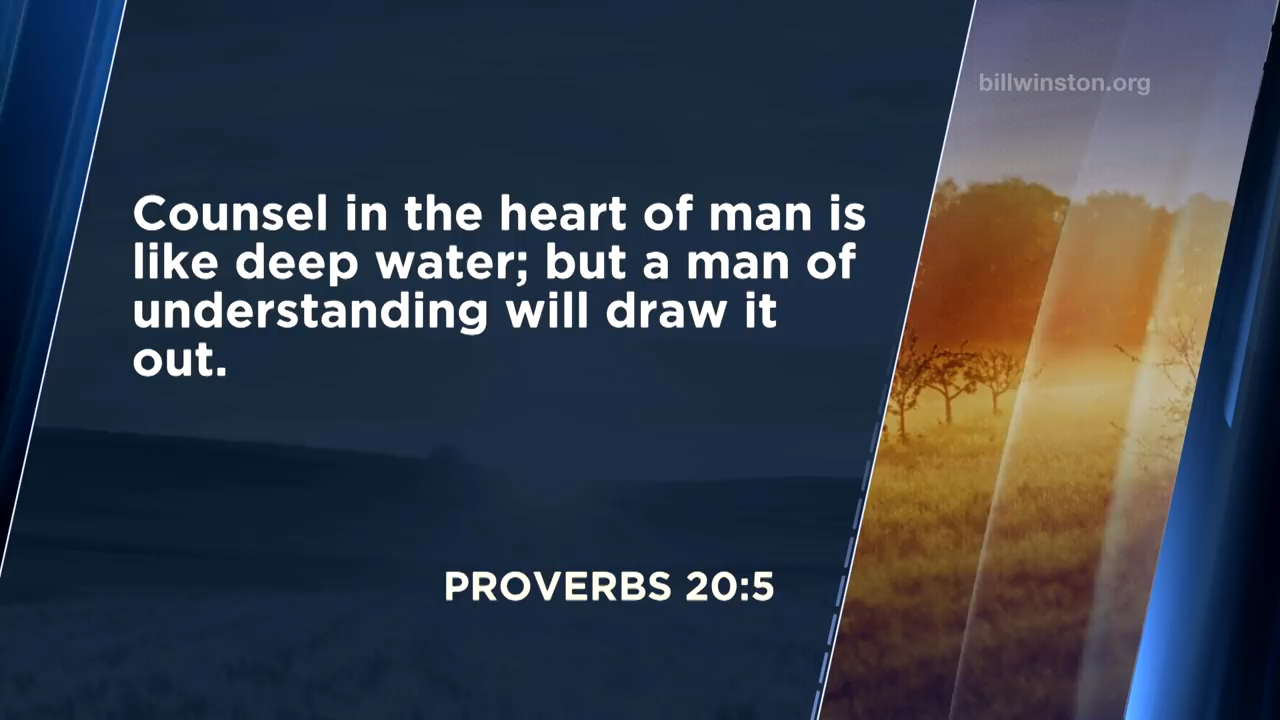 billwinston.org
Counsel in the heart of man is
like deep water; but a man of
understanding will draw it
out.
PROVERBS 20:5